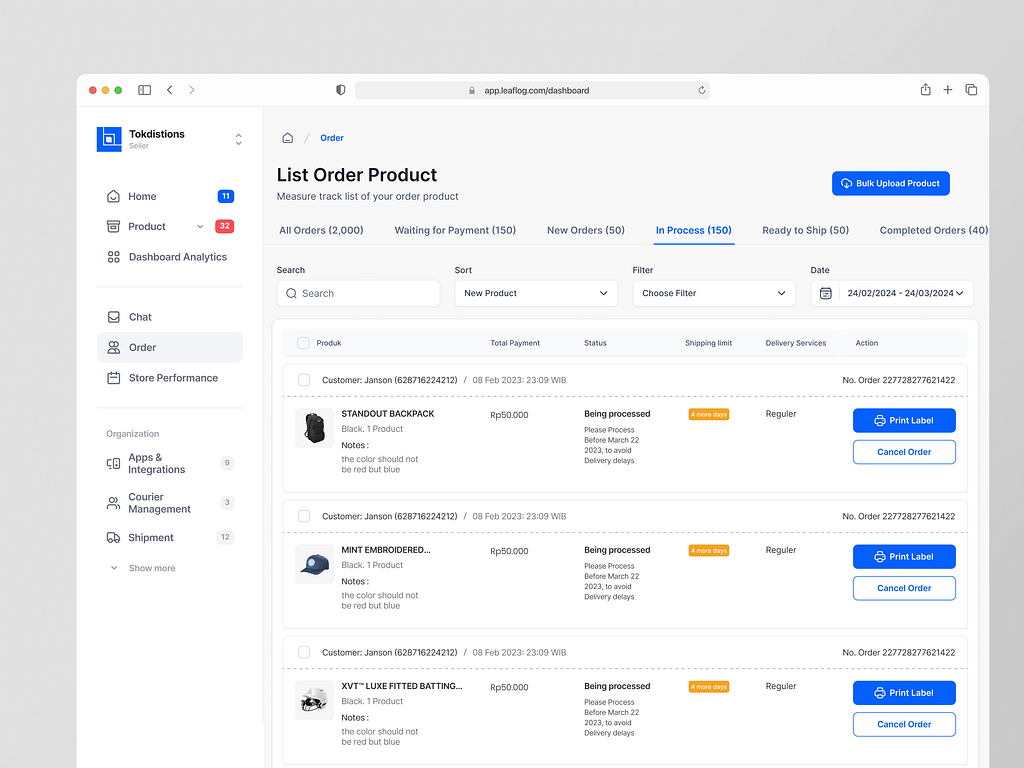 app.leaflog.com/dashboard
Tokdistions
Seller
Home 11
Product 32
Dashboard Analytics
Chat
Order
Store Performance
Organization
Apps &
Integrations 9
Courier
Management 3
Shipment 12
Show more
/ Order
List Order Product
Measure track list of your order product
Bulk Upload Product
All Orders (2,000) Waiting for Payment (150) New Orders (50) In Process (150) Ready to Ship (50) Completed Orders (40)
Search Sort Filter Date
Search New Product Choose Filter 24/02/2024 - 24/03/2024
Produk Total Payment Status Shipping limit Delivery Services Action
Customer: Janson (628716224212) / 08 Feb 2023: 23:09 WIB No. Order 227728277621422
STANDOUT BACKPACK
Black. 1 Product
Notes :
the color should not
be red but blue
Rp50.000
Being processed
Please Process
Before March 22
2023, to avoid
Delivery delays
4 more days
Reguler
Print Label
Cancel Order
Customer: Janson (628716224212) / 08 Feb 2023: 23:09 WIB No. Order 227728277621422
MINT EMBROIDERED...
Black. 1 Product
Notes :
the color should not
be red but blue
Rp50.000
Being processed
Please Process
Before March 22
2023, to avoid
Delivery delays
4 more days
Reguler
Print Label
Cancel Order
Customer: Janson (628716224212) / 08 Feb 2023: 23:09 WIB No. Order 227728277621422
XVT™ LUXE FITTED BATTING...
Black. 1 Product
Notes :
the color should not
be red but blue
Rp50.000
Being processed
Please Process
Before March 22
2023, to avoid
Delivery delays
4 more days
Reguler
Print Label
Cancel Order